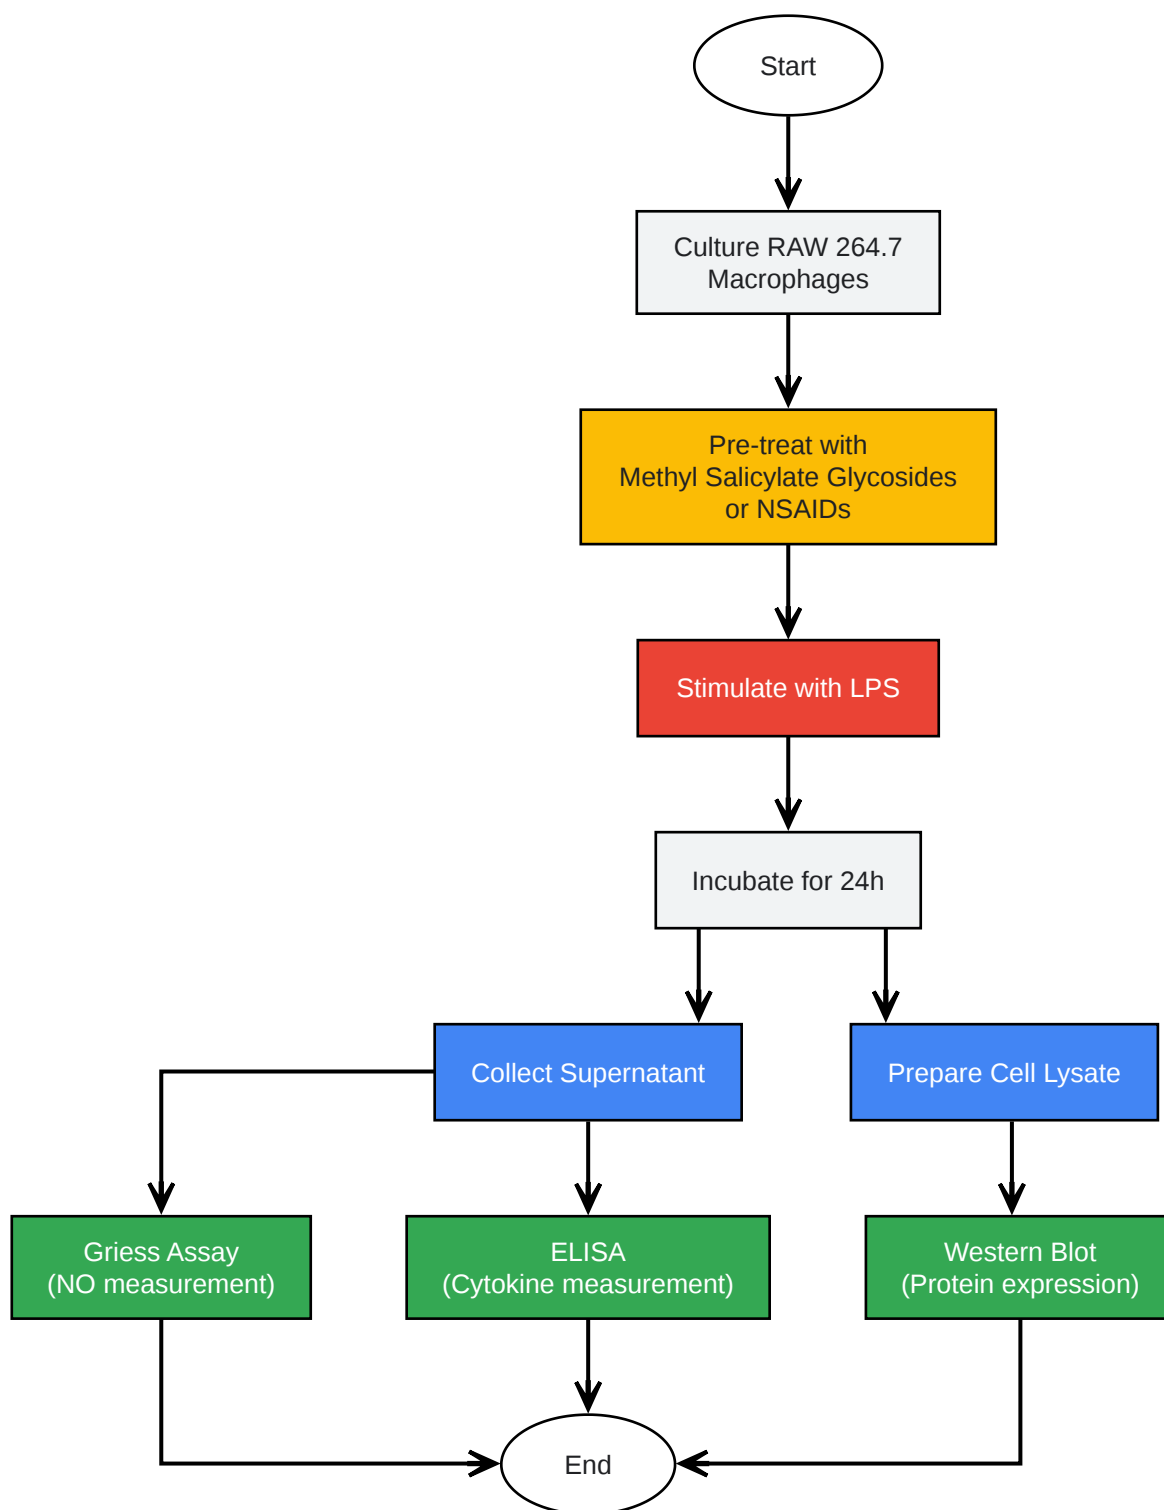 Start
Culture RAW 264.7
Macrophages
Pre-treat with
Methyl Salicylate Glycosides
or NSAIDs
Stimulate with LPS
Incubate for 24h
Collect Supernatant
Prepare Cell Lysate
Griess Assay
(NO measurement)
ELISA
(Cytokine measurement)
Western Blot
(Protein expression)
End